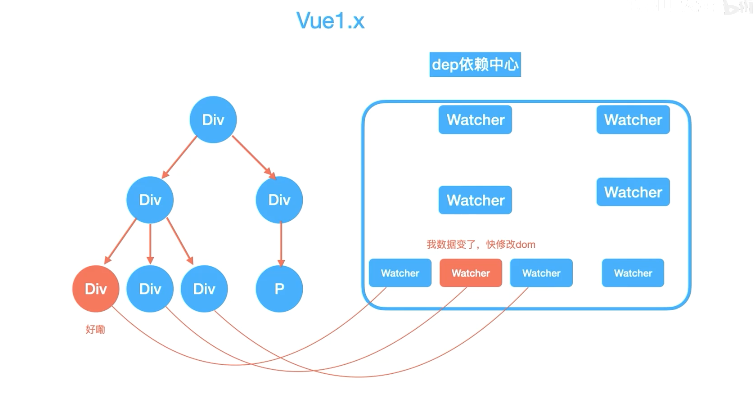 Vue1.x
dep依赖中心
Div
Watcher
Watcher
Div
Div
Watcher
Watcher
我数据变了，快修改dom
Div
Div
Div
P
Watcher
Watcher
Watcher
Watcher
好嘞